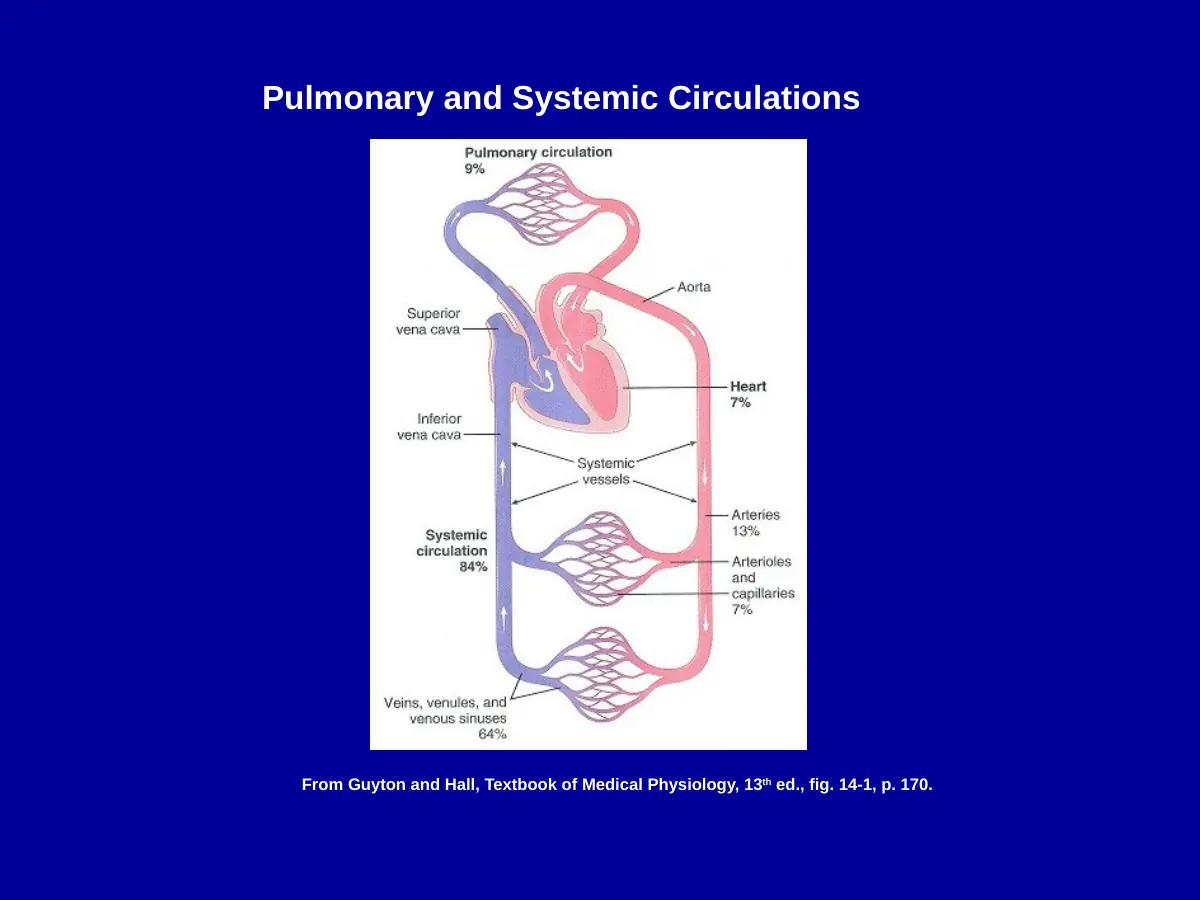 Pulmonary and Systemic Circulations
Pulmonary circulation
9%
Aorta
Superior
vena cava
Heart
7%
Inferior
vena cava
Systemic
vessels
Arteries
13%
Systemic
circulation
84%
Arterioles
and
capillaries
7%
Veins, venules, and
venous sinuses
64%
From Guyton and Hall, Textbook of Medical Physiology, 13th ed., fig. 14-1, p. 170.